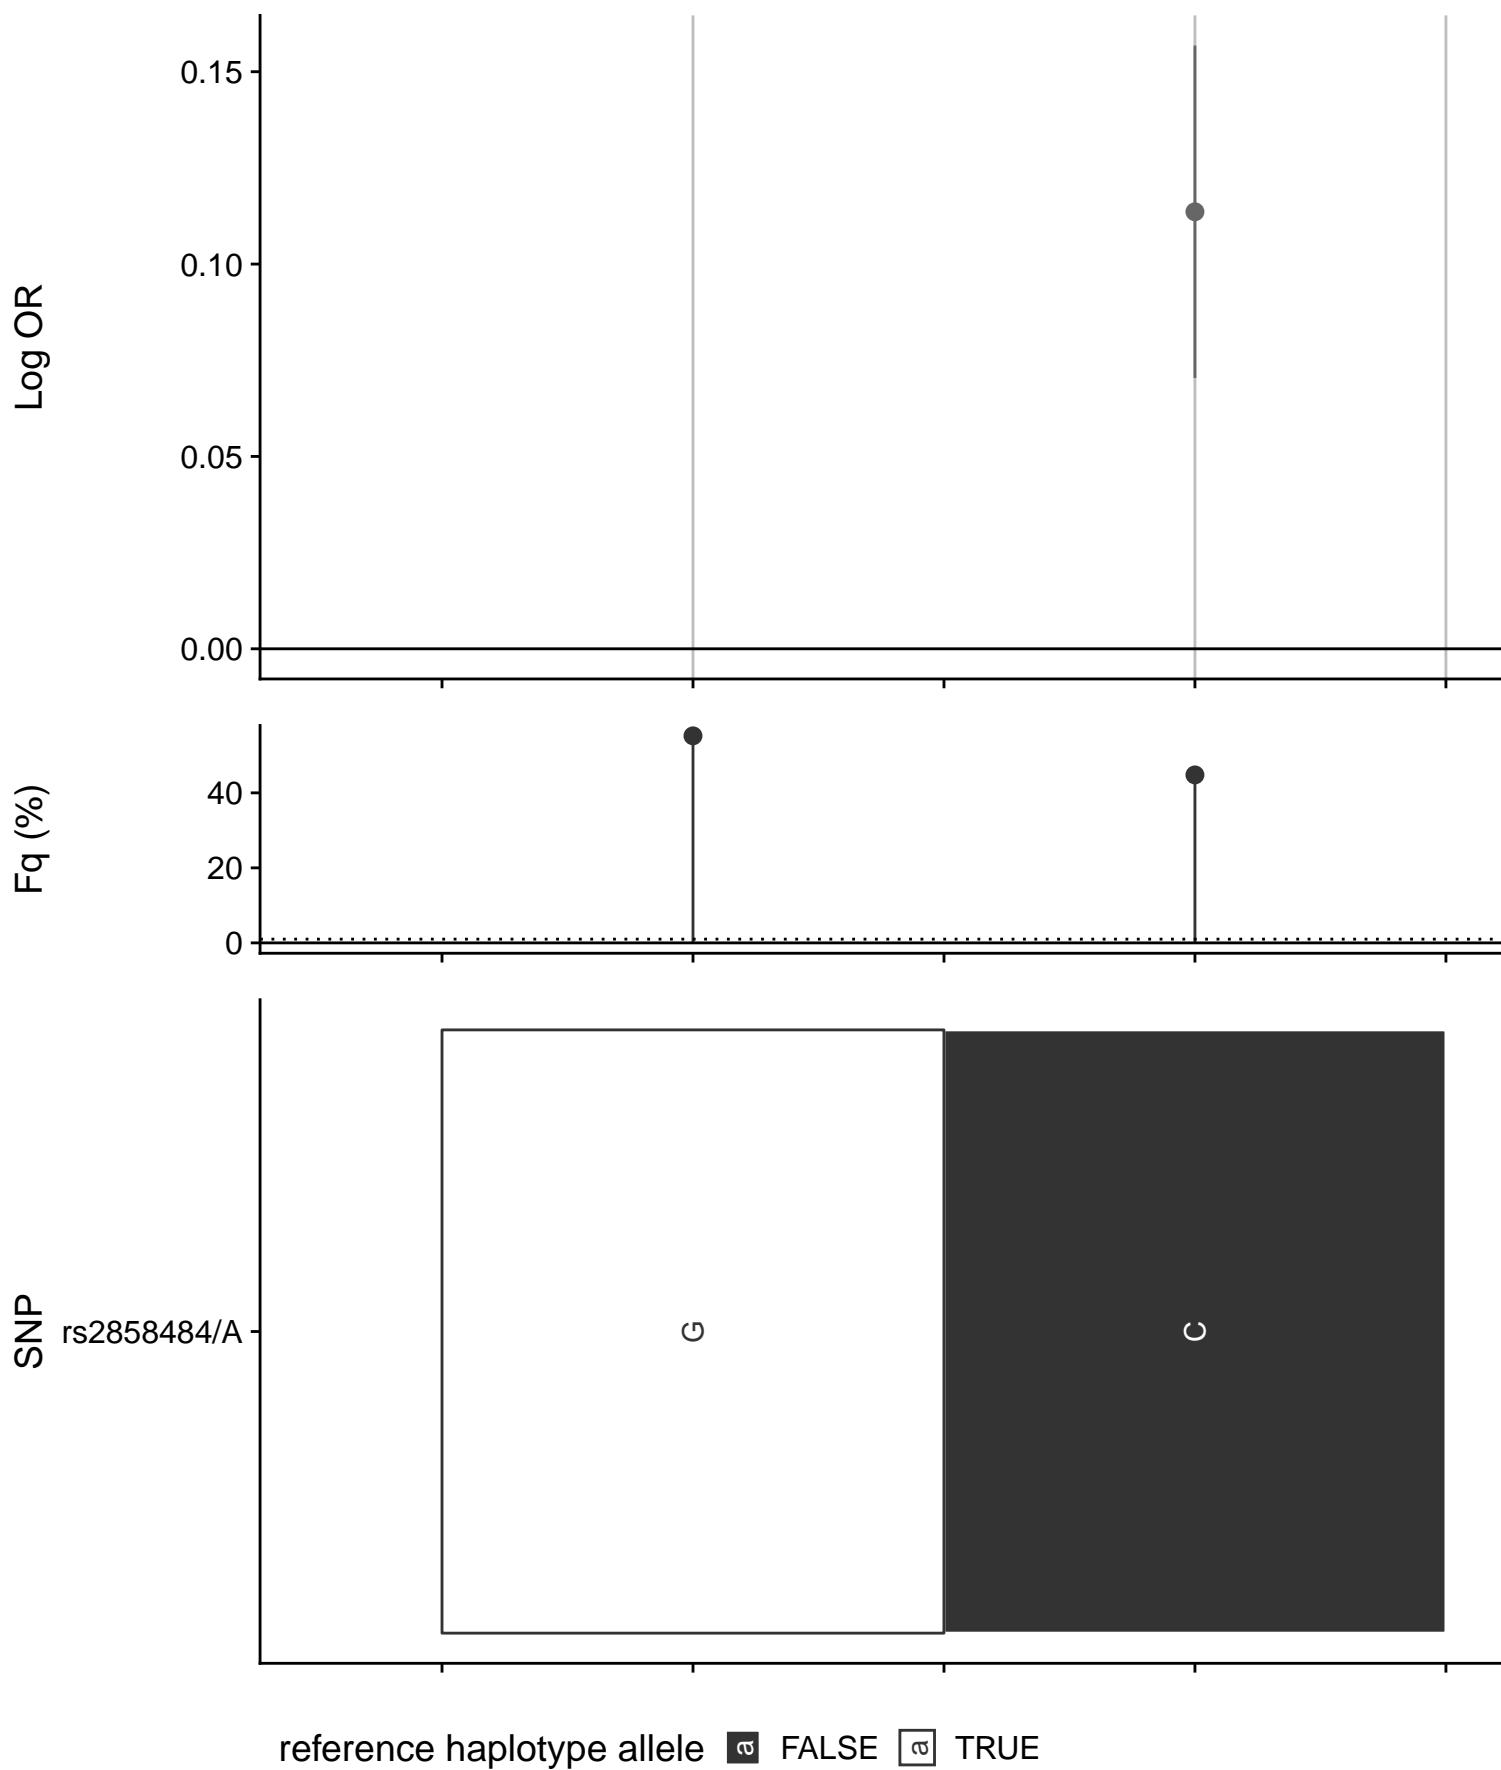 0.15
0.10
0.05
0.00
Log OR
40
20
0
Fq (%)
SNP
rs2858484/A
G
C
reference haplotype allele a FALSE a TRUE